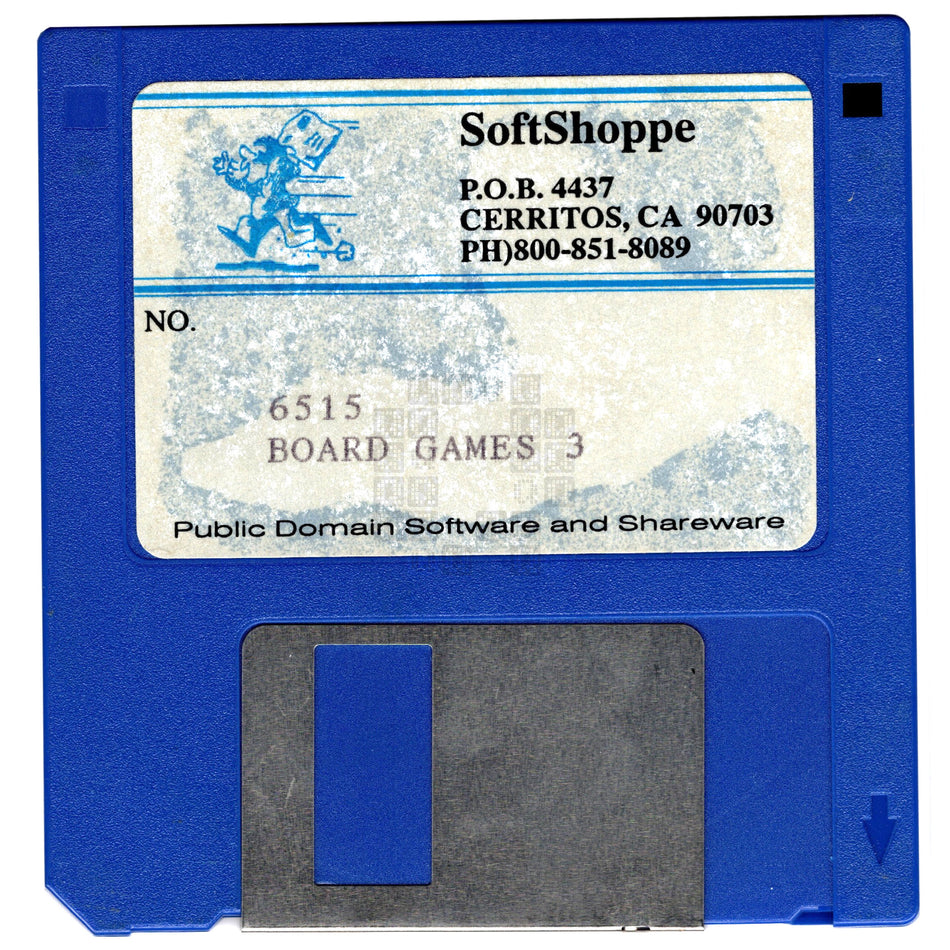 SoftShoppe
P.O.B. 4437
CERRITOS, CA 90703
PH)800-851-8089
NO.
6515
BOARD GAMES 3
Public Domain Software and Shareware